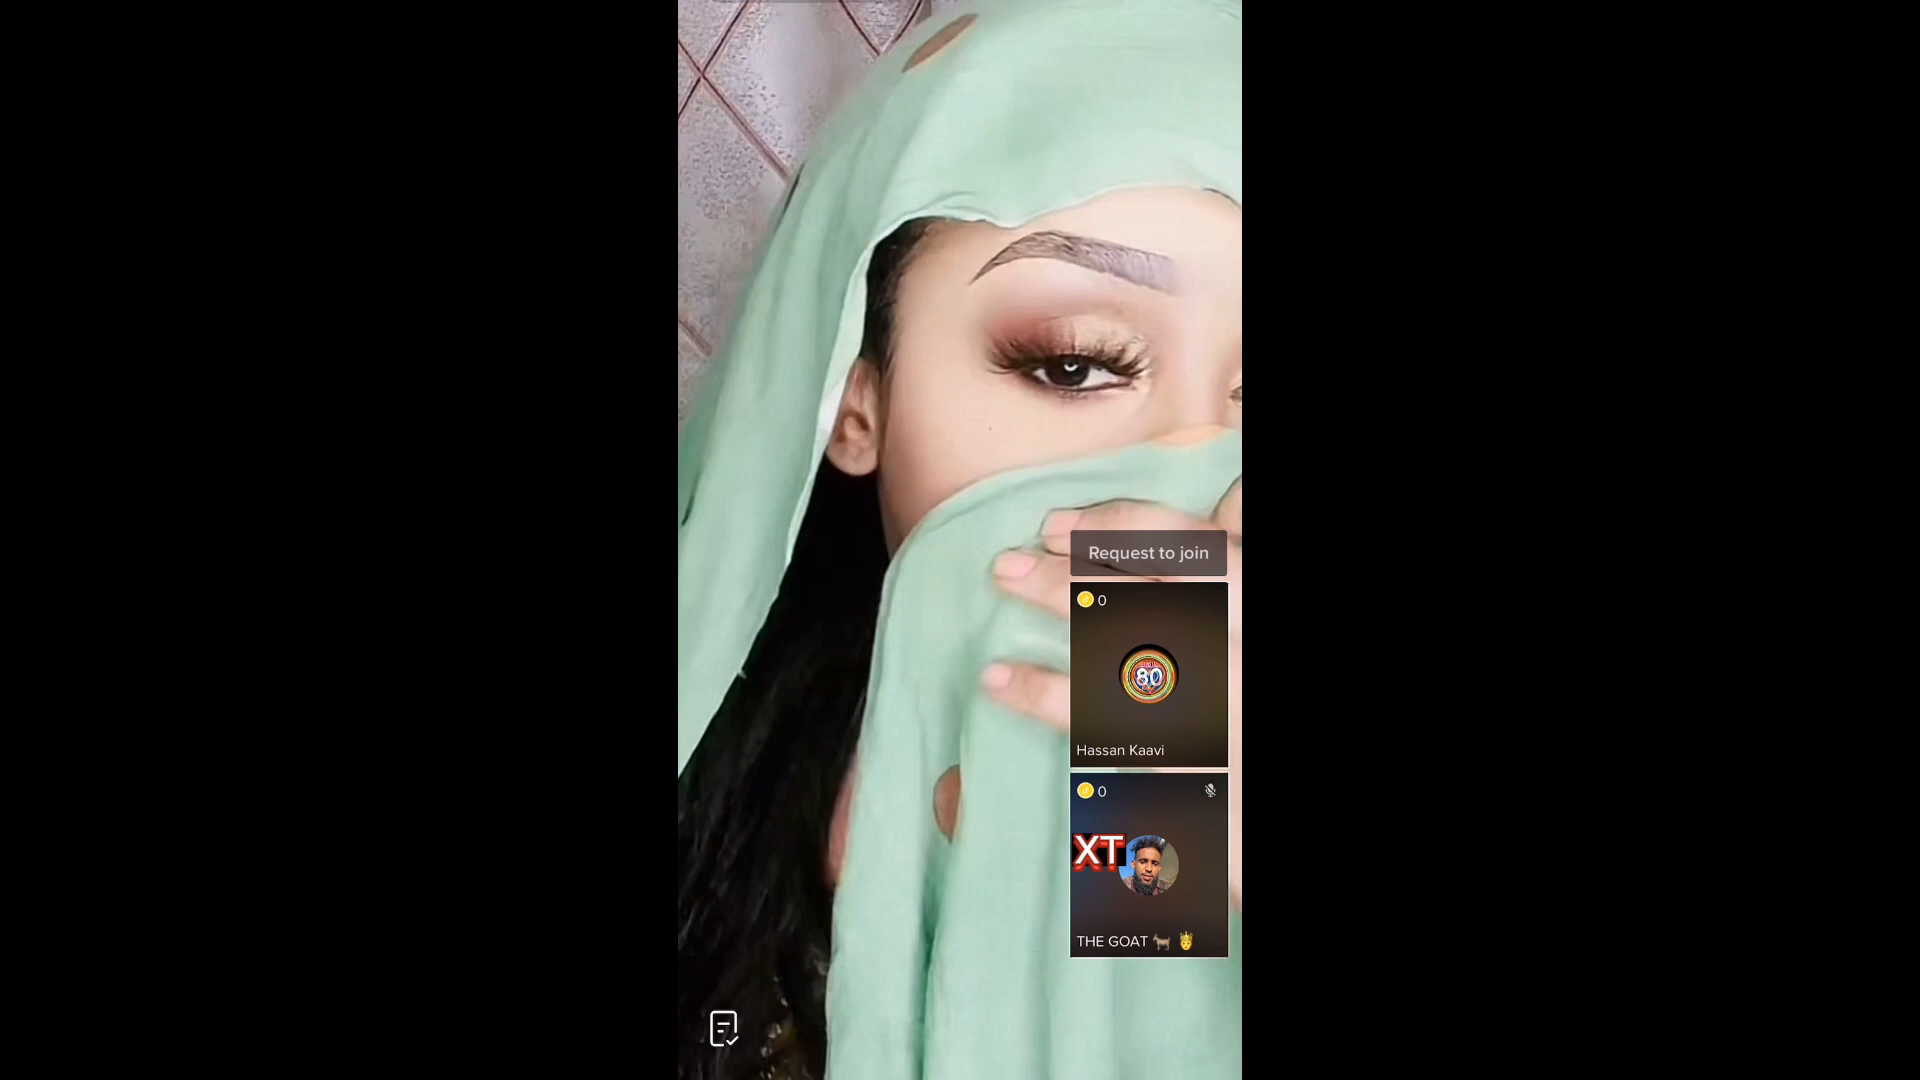 Request to join
0
80
Hassan Kaavi
0
XT
THE GOAT 🐐 🤴